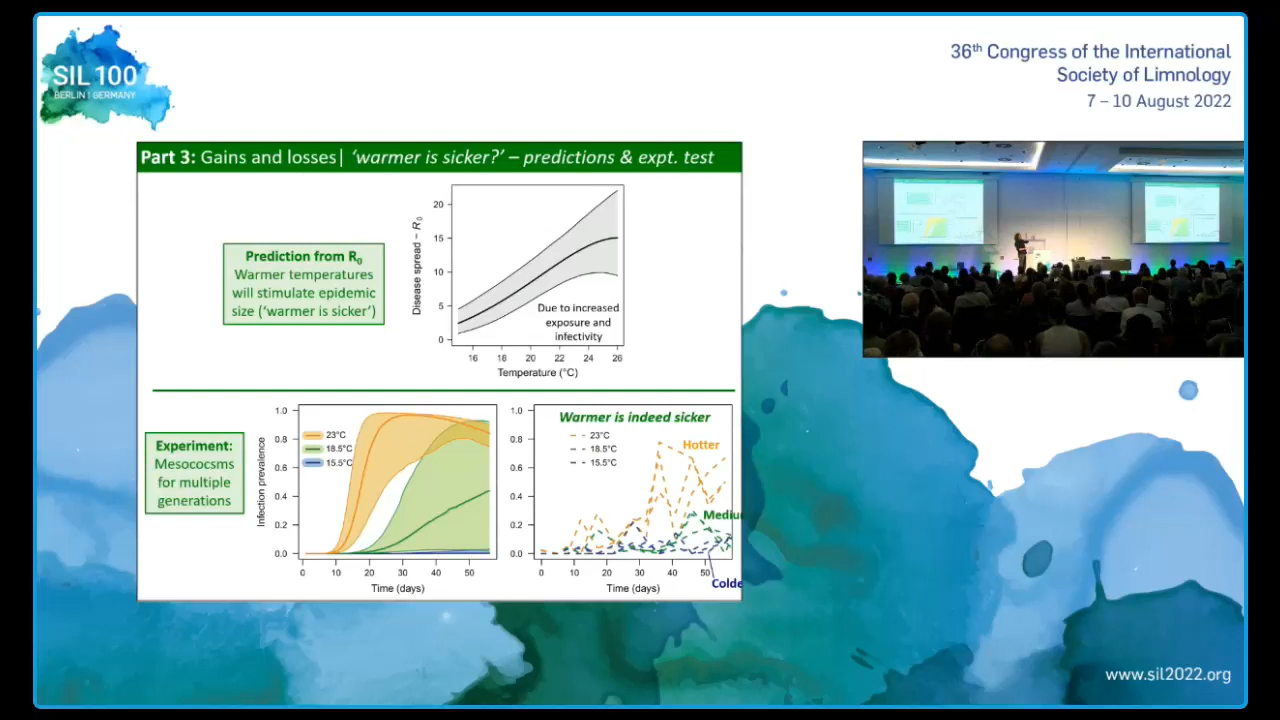 SIL 100
BERLIN | GERMANY
36th Congress of the International
Society of Limnology
7 – 10 August 2022
Part 3: Gains and losses| ‘warmer is sicker?’ – predictions & expt. test
Prediction from R0
Warmer temperatures
will stimulate epidemic
size (‘warmer is sicker’)
Disease spread – R0
20
15
10
5
0
Due to increased
exposure and
infectivity
16 18 20 22 24 26
Temperature (°C)
Experiment:
Mesococsms
for multiple
generations
Infection prevalence
1.0
0.8
0.6
0.4
0.2
0.0
23°C
18.5°C
15.5°C
0 10 20 30 40 50
Time (days)
Warmer is indeed sicker
1.0
0.8
0.6
0.4
0.2
0.0
23°C
18.5°C
15.5°C
Hotter
Mediu
Colde
0 10 20 30 40 50
Time (days)
www.sil2022.org